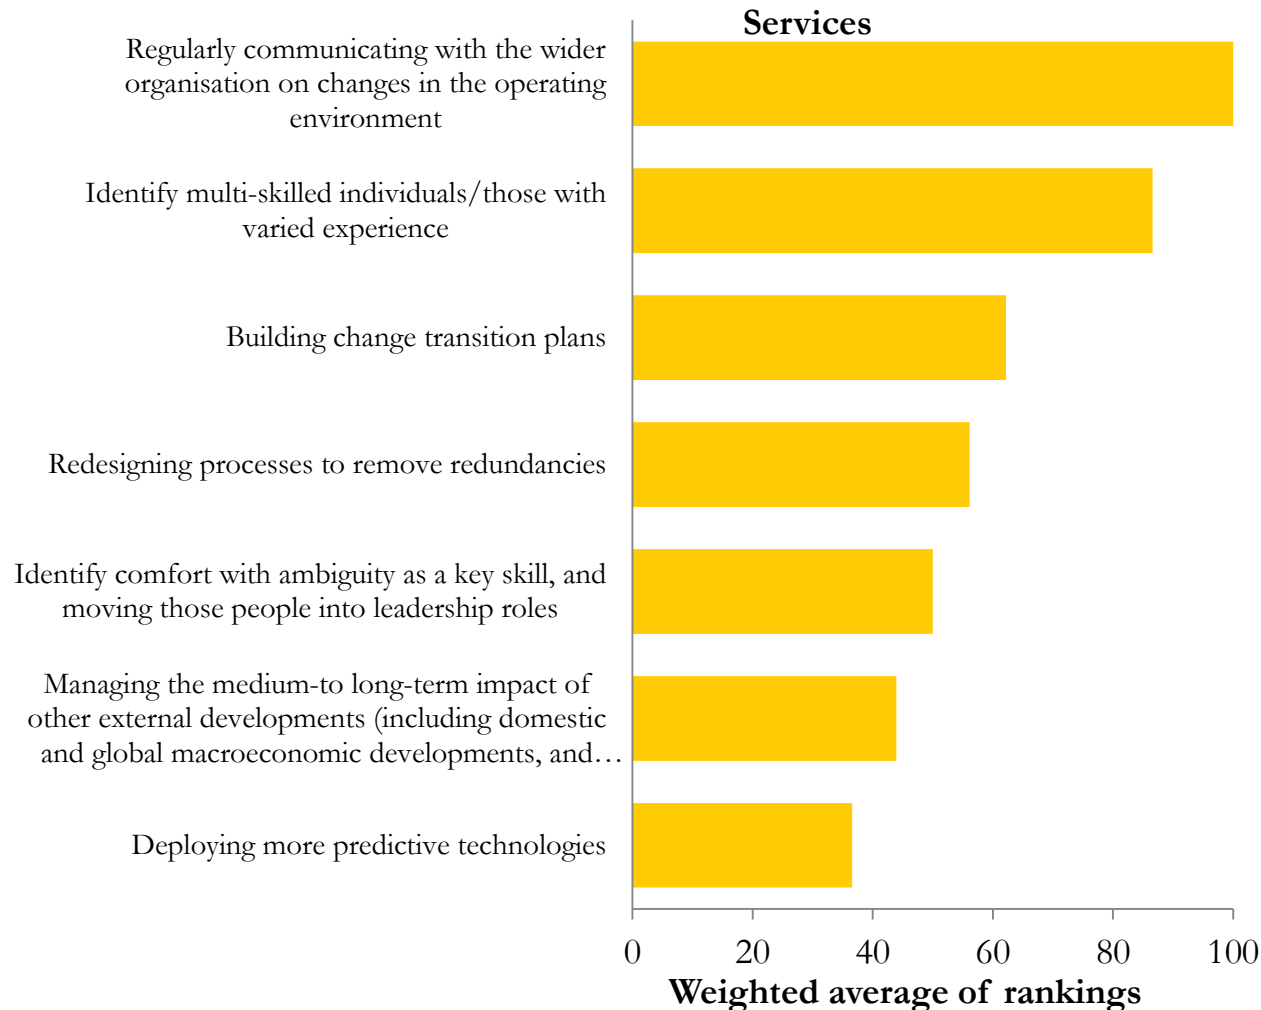 Services
Regularly communicating with the wider
organisation on changes in the operating
environment
Identify multi-skilled individuals/those with
varied experience
Building change transition plans
Redesigning processes to remove redundancies
Identify comfort with ambiguity as a key skill, and
moving those people into leadership roles
Managing the medium-to long-term impact of
other external developments (including domestic
and global macroeconomic developments, and…
Deploying more predictive technologies
0 20 40 60 80 100
Weighted average of rankings